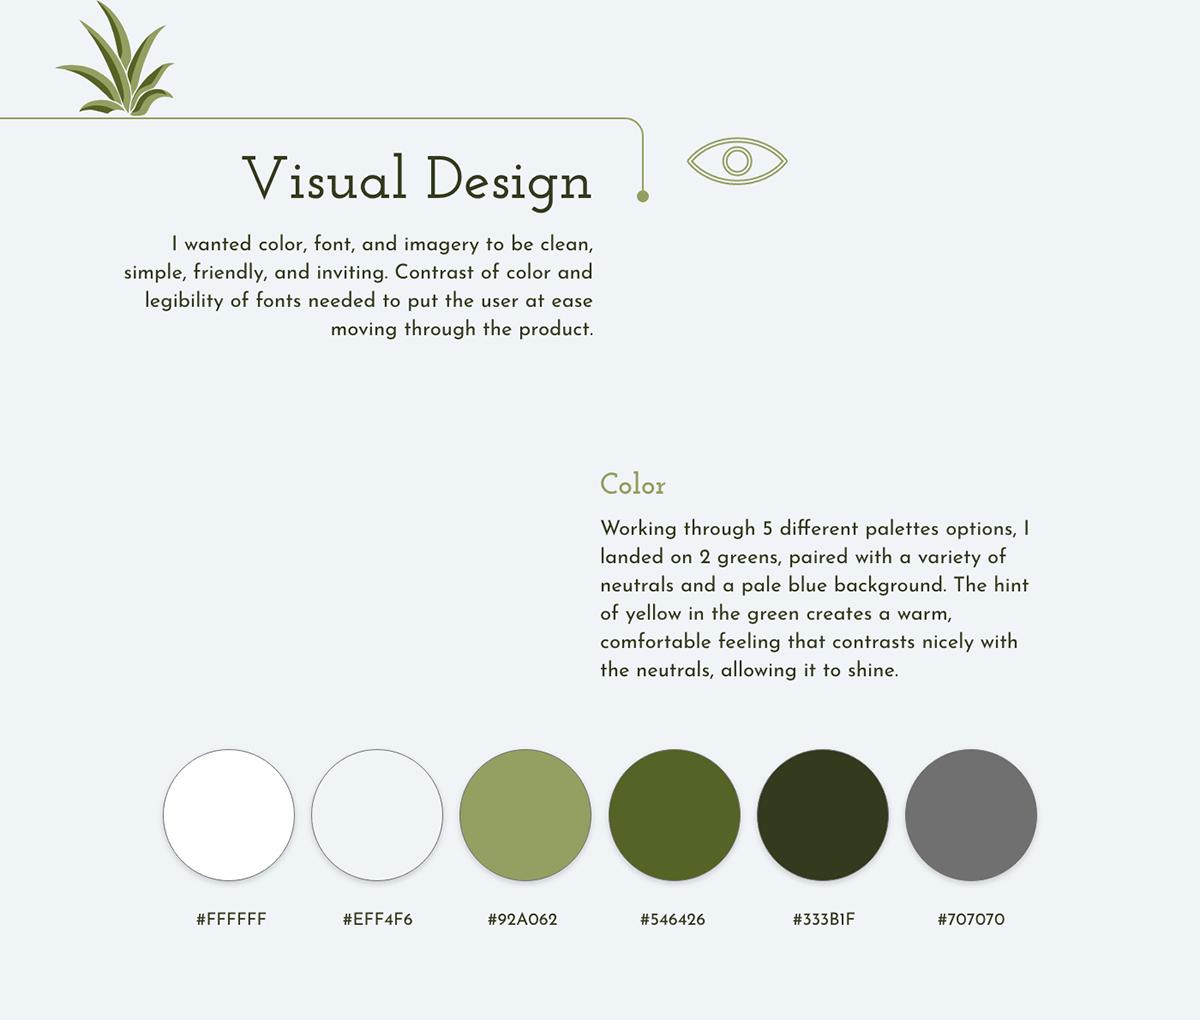 Visual Design
I wanted color, font, and imagery to be clean,
simple, friendly, and inviting. Contrast of color and
legibility of fonts needed to put the user at ease
moving through the product.
Color
Working through 5 different palettes options, I
landed on 2 greens, paired with a variety of
neutrals and a pale blue background. The hint
of yellow in the green creates a warm,
comfortable feeling that contrasts nicely with
the neutrals, allowing it to shine.
#FFFFFF #EFF4F6 #92A062 #546426 #333B1F #707070